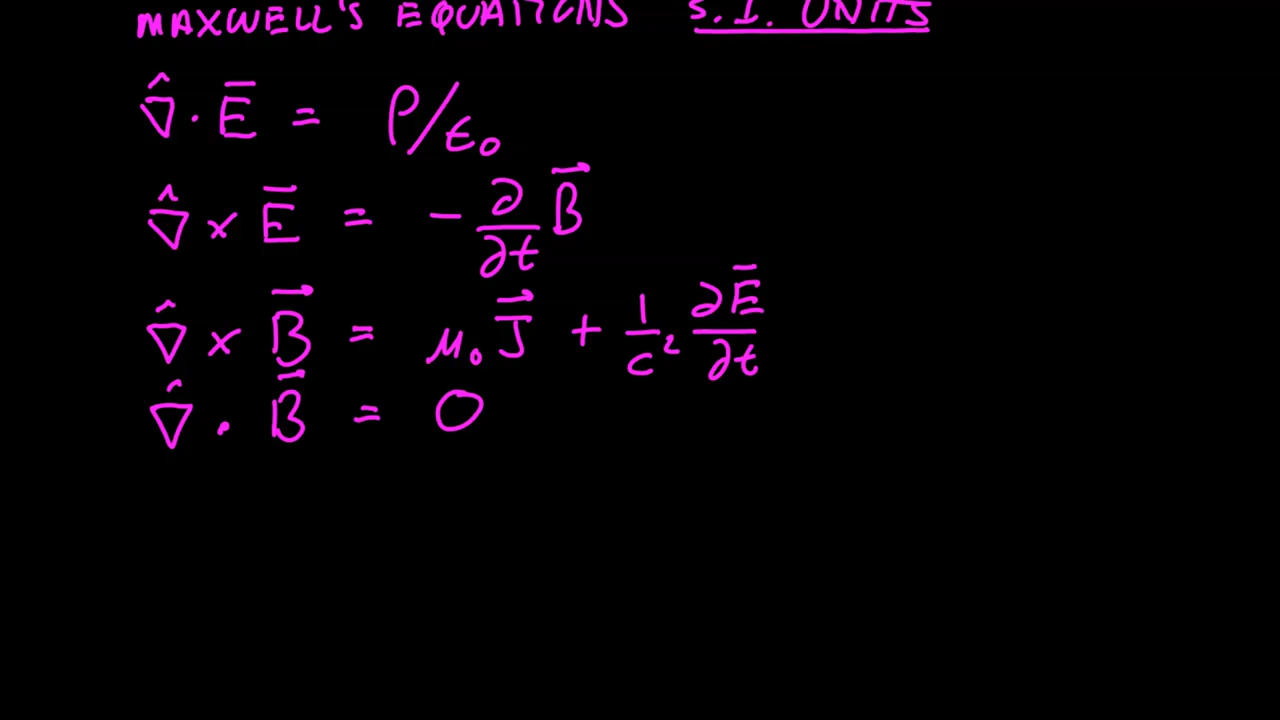 MAXWELL'S EQUATIONS S.I. UNITS
∇̂ · E̅ = ρ/ε₀
∇̂ × E̅ = - ∂/∂t B⃗
∇̂ × B⃗ = μ₀ J⃗ + 1/c² ∂E̅/∂t
∇̂ · B⃗ = 0